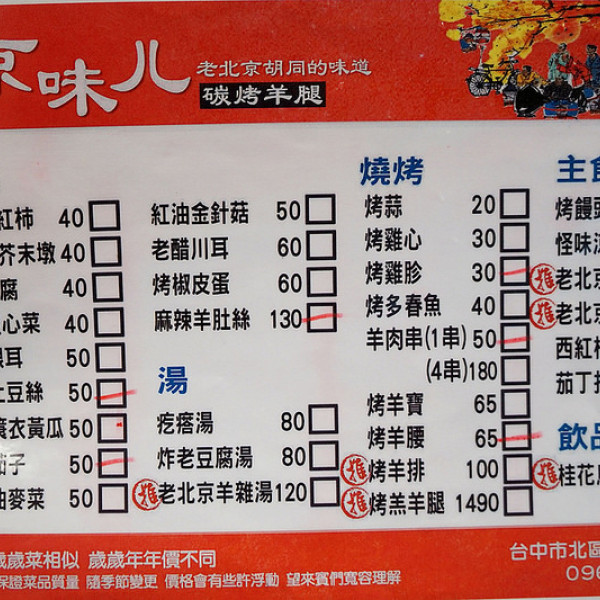 京味儿
老北京胡同的味道
碳烤羊腿
紅柿 40
芥末墩 40
腐 40
心菜 40
耳 50
土豆絲 50
蓑衣黃瓜 50
茄子 50
油麥菜 50
紅油金針菇 50
老醋川耳 60
烤椒皮蛋 60
麻辣羊肚絲 130
湯
疙瘩湯 80
炸老豆腐湯 80
推 老北京羊雜湯 120
燒烤
烤蒜 20
烤雞心 30
烤雞胗 30
烤多春魚 40
羊肉串(1串) 50
(4串) 180
烤羊寶 65
烤羊腰 65
推 烤羊排 100
推 烤羔羊腿 1490
主食
烤饅頭
怪味涼
推 老北京
推 老北京
西紅柿
茄丁打
飲品
推 桂花烏
歲歲菜相似 歲歲年年價不同
保證菜品質量 隨季節變更 價格會有些許浮動 望來賓們寬容理解
台中市北區
096